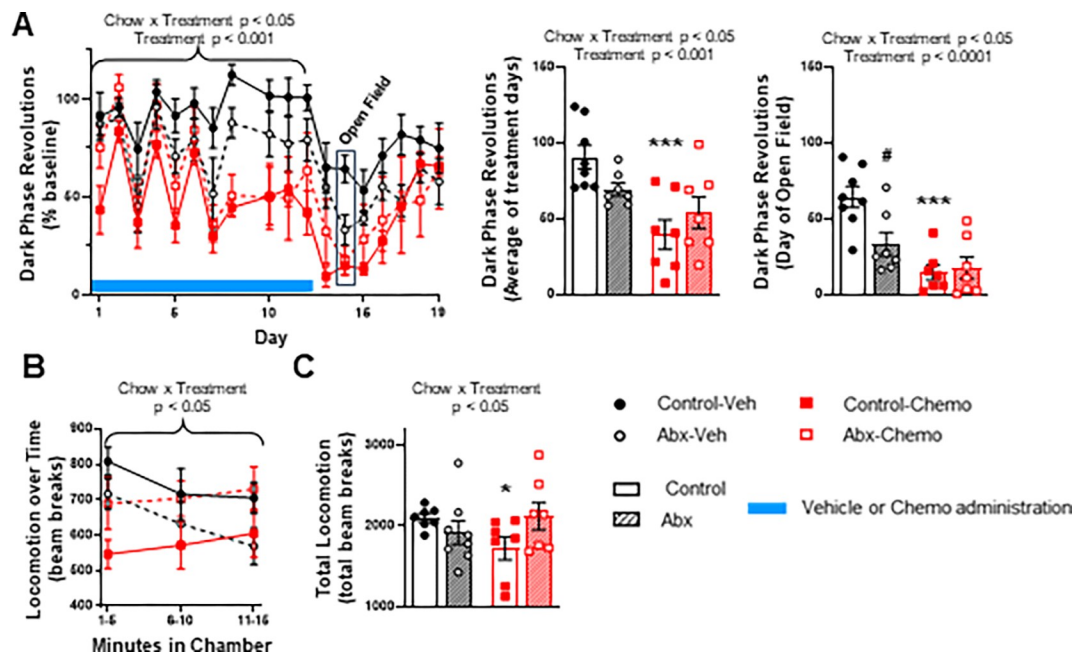 A
Chow x Treatment p < 0.05
Treatment p < 0.001
Dark Phase Revolutions
(% baseline)
100
50
0
Open Field
1
5
10
15
19
Day
Chow x Treatment p < 0.05
Treatment p < 0.001
Dark Phase Revolutions
(Average of treatment days)
150
100
50
0
***
Chow x Treatment p < 0.05
Treatment p < 0.0001
Dark Phase Revolutions
(Day of Open Field)
150
100
50
0
#
***
B
Chow x Treatment
p < 0.05
Locomotion over Time
(beam breaks)
900
800
700
600
500
400
1-5
6-10
11-15
Minutes in Chamber
C
Chow x Treatment
p < 0.05
Total Locomotion
(total beam breaks)
3000
2000
1000
*
Control-Veh
Control-Chemo
Abx-Veh
Abx-Chemo
Control
Abx
Vehicle or Chemo administration